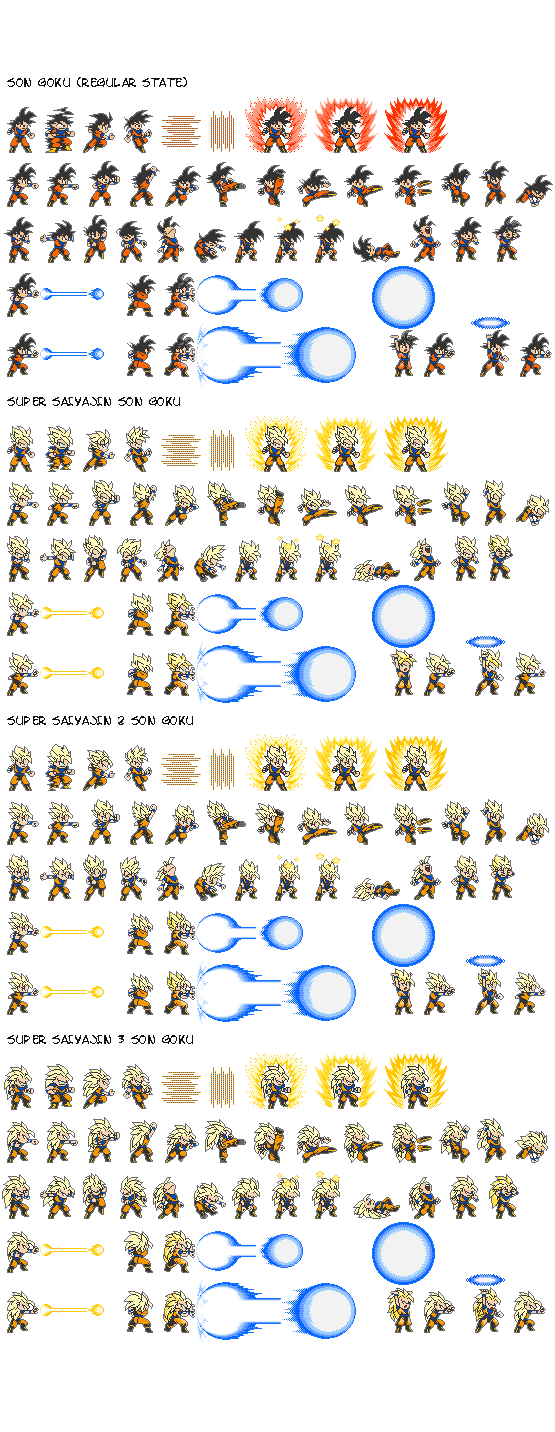 SON GOKU (REGULAR STATE)
SUPER SAIYAJIN SON GOKU
SUPER SAIYAJIN 2 SON GOKU
SUPER SAIYAJIN 3 SON GOKU